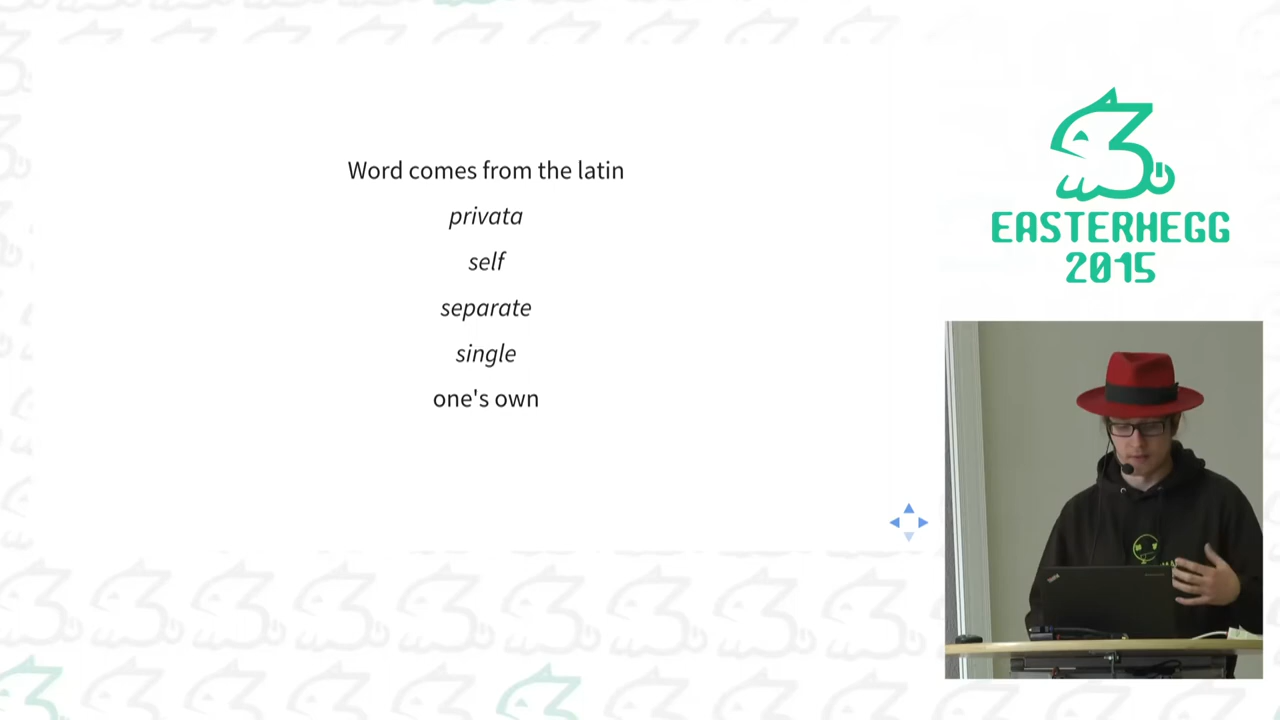 Word comes from the latin
privata
self
separate
single
one's own
EASTERHEGG
2015